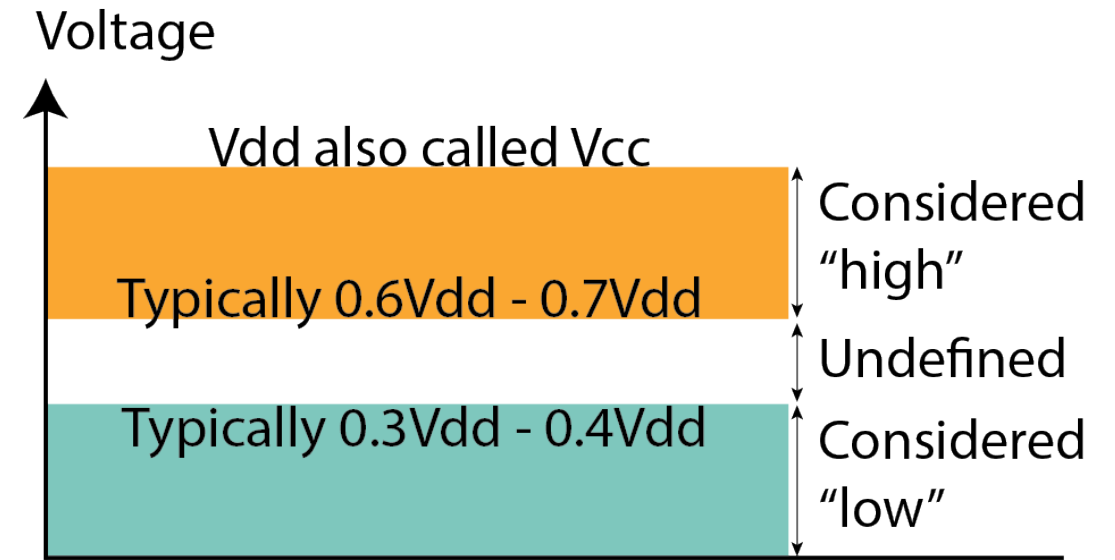 Voltage
Vdd also called Vcc
Considered
“high”
Typically 0.6Vdd - 0.7Vdd
Undefined
Typically 0.3Vdd - 0.4Vdd
Considered
“low”